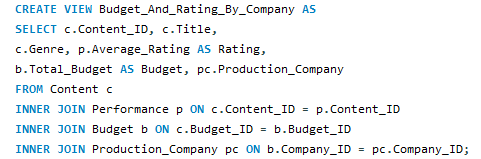 CREATE VIEW Budget_And_Rating_By_Company AS
SELECT c.Content_ID, c.Title,
c.Genre, p.Average_Rating AS Rating,
b.Total_Budget AS Budget, pc.Production_Company
FROM Content c
INNER JOIN Performance p ON c.Content_ID = p.Content_ID
INNER JOIN Budget b ON c.Budget_ID = b.Budget_ID
INNER JOIN Production_Company pc ON b.Company_ID = pc.Company_ID;